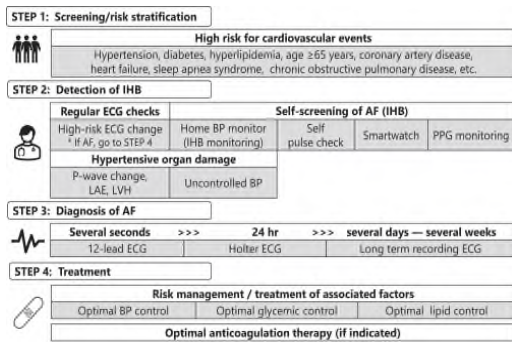 STEP 1: Screening/risk stratification
High risk for cardiovascular events
Hypertension, diabetes, hyperlipidemia, age ≥65 years, coronary artery disease,
heart failure, sleep apnea syndrome, chronic obstructive pulmonary disease, etc.
STEP 2: Detection of IHB
Regular ECG checks
Self-screening of AF (IHB)
High-risk ECG change
* If AF, go to STEP 4
Home BP monitor
(IHB monitoring)
Self
pulse check
Smartwatch
PPG monitoring
Hypertensive organ damage
P-wave change,
LAE, LVH
Uncontrolled BP
STEP 3: Diagnosis of AF
Several seconds >>> 24 hr >>> several days — several weeks
12-lead ECG
Holter ECG
Long term recording ECG
STEP 4: Treatment
Risk management / treatment of associated factors
Optimal BP control
Optimal glycemic control
Optimal lipid control
Optimal anticoagulation therapy (if indicated)